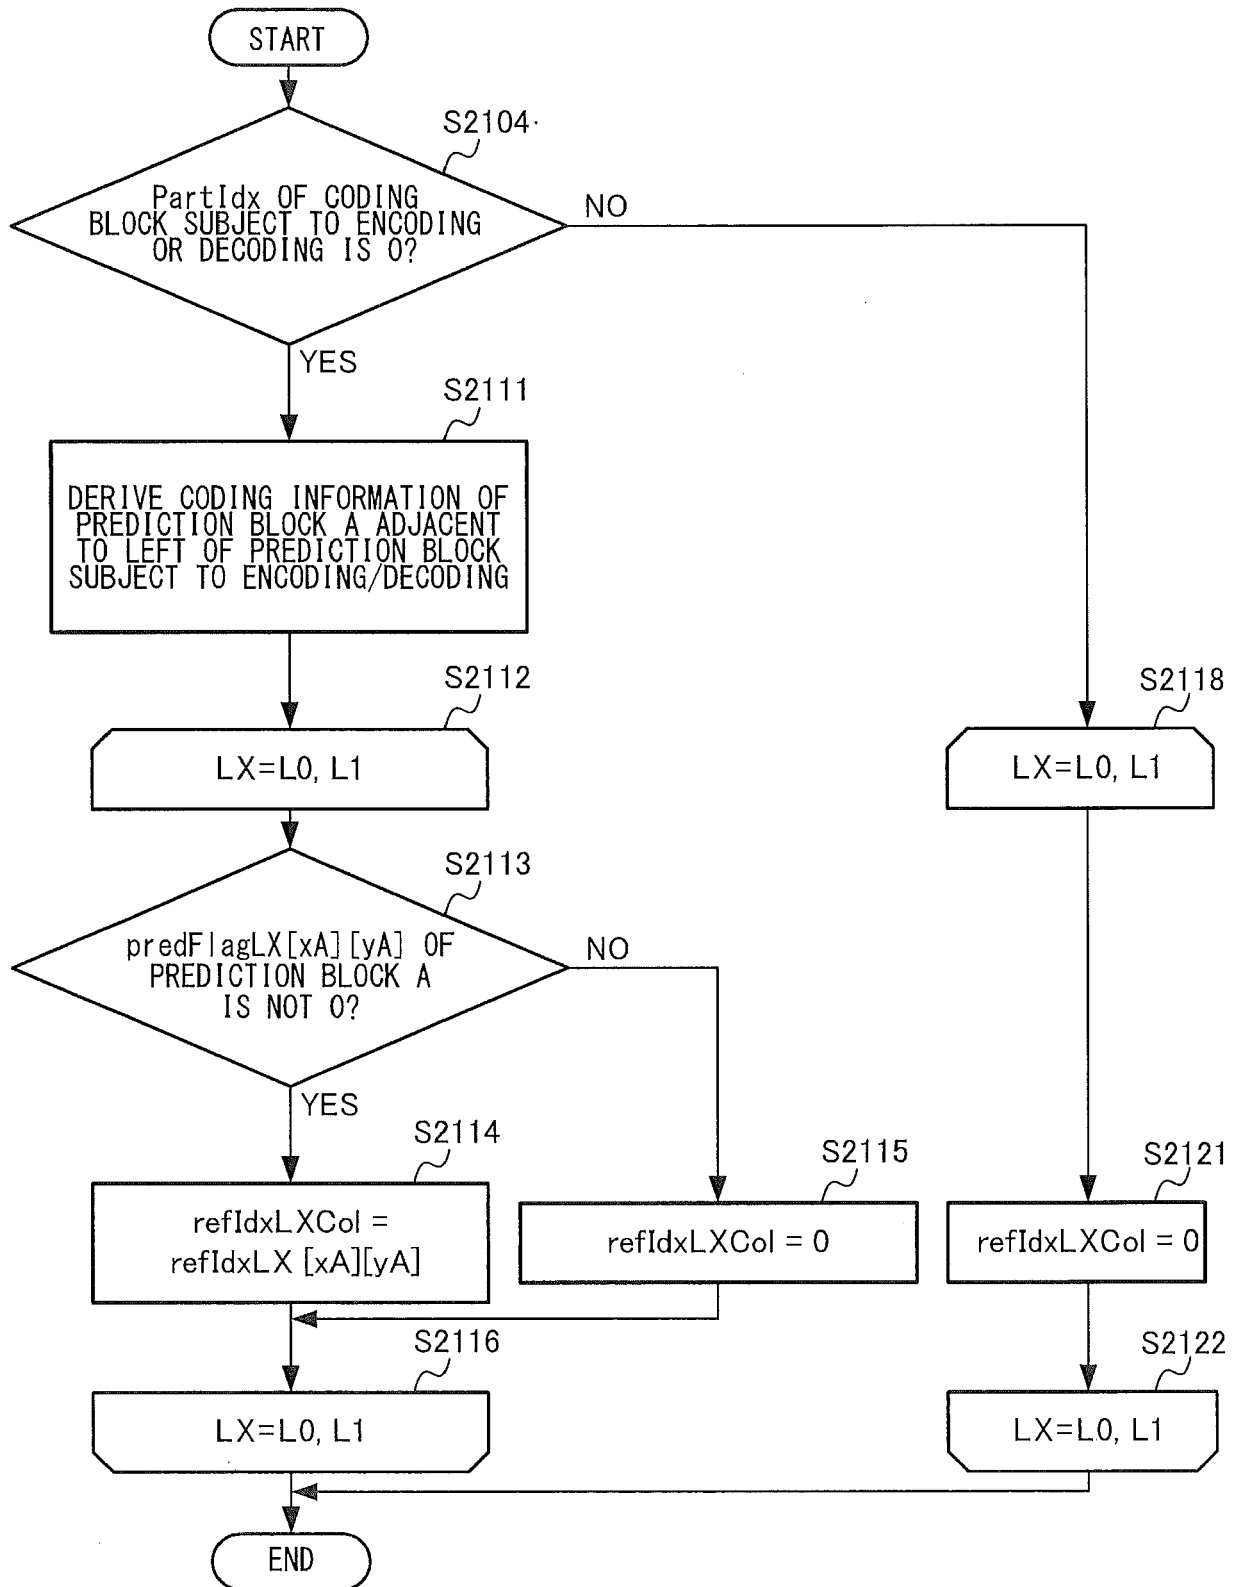 START
S2104
PartIdx OF CODING
BLOCK SUBJECT TO ENCODING
OR DECODING IS 0?
NO
YES
S2111
DERIVE CODING INFORMATION OF
PREDICTION BLOCK A ADJACENT
TO LEFT OF PREDICTION BLOCK
SUBJECT TO ENCODING/DECODING
S2112
LX=L0, L1
S2118
LX=L0, L1
S2113
predFlagLX[xA][yA] OF
PREDICTION BLOCK A
IS NOT 0?
NO
YES
S2114
refIdxLXCol =
refIdxLX [xA][yA]
S2115
refIdxLXCol = 0
S2121
refIdxLXCol = 0
S2116
LX=L0, L1
S2122
LX=L0, L1
END